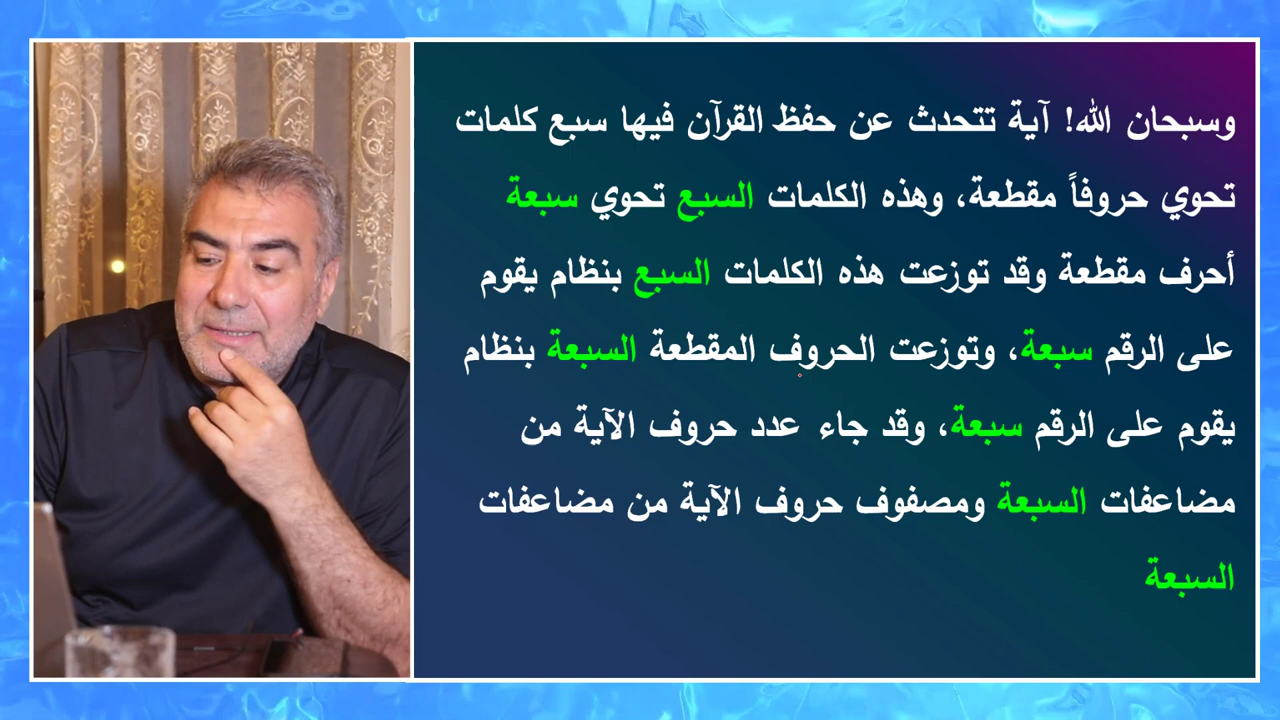 وسبحان الله! آية تتحدث عن حفظ القرآن فيها سبع كلمات
تحوي حروفاً مقطعة، وهذه الكلمات السبع تحوي سبعة
أحرف مقطعة وقد توزعت هذه الكلمات السبع بنظام يقوم
على الرقم سبعة، وتوزعت الحروف المقطعة السبعة بنظام
يقوم على الرقم سبعة، وقد جاء عدد حروف الآية من
مضاعفات السبعة ومصفوف حروف الآية من مضاعفات
السبعة